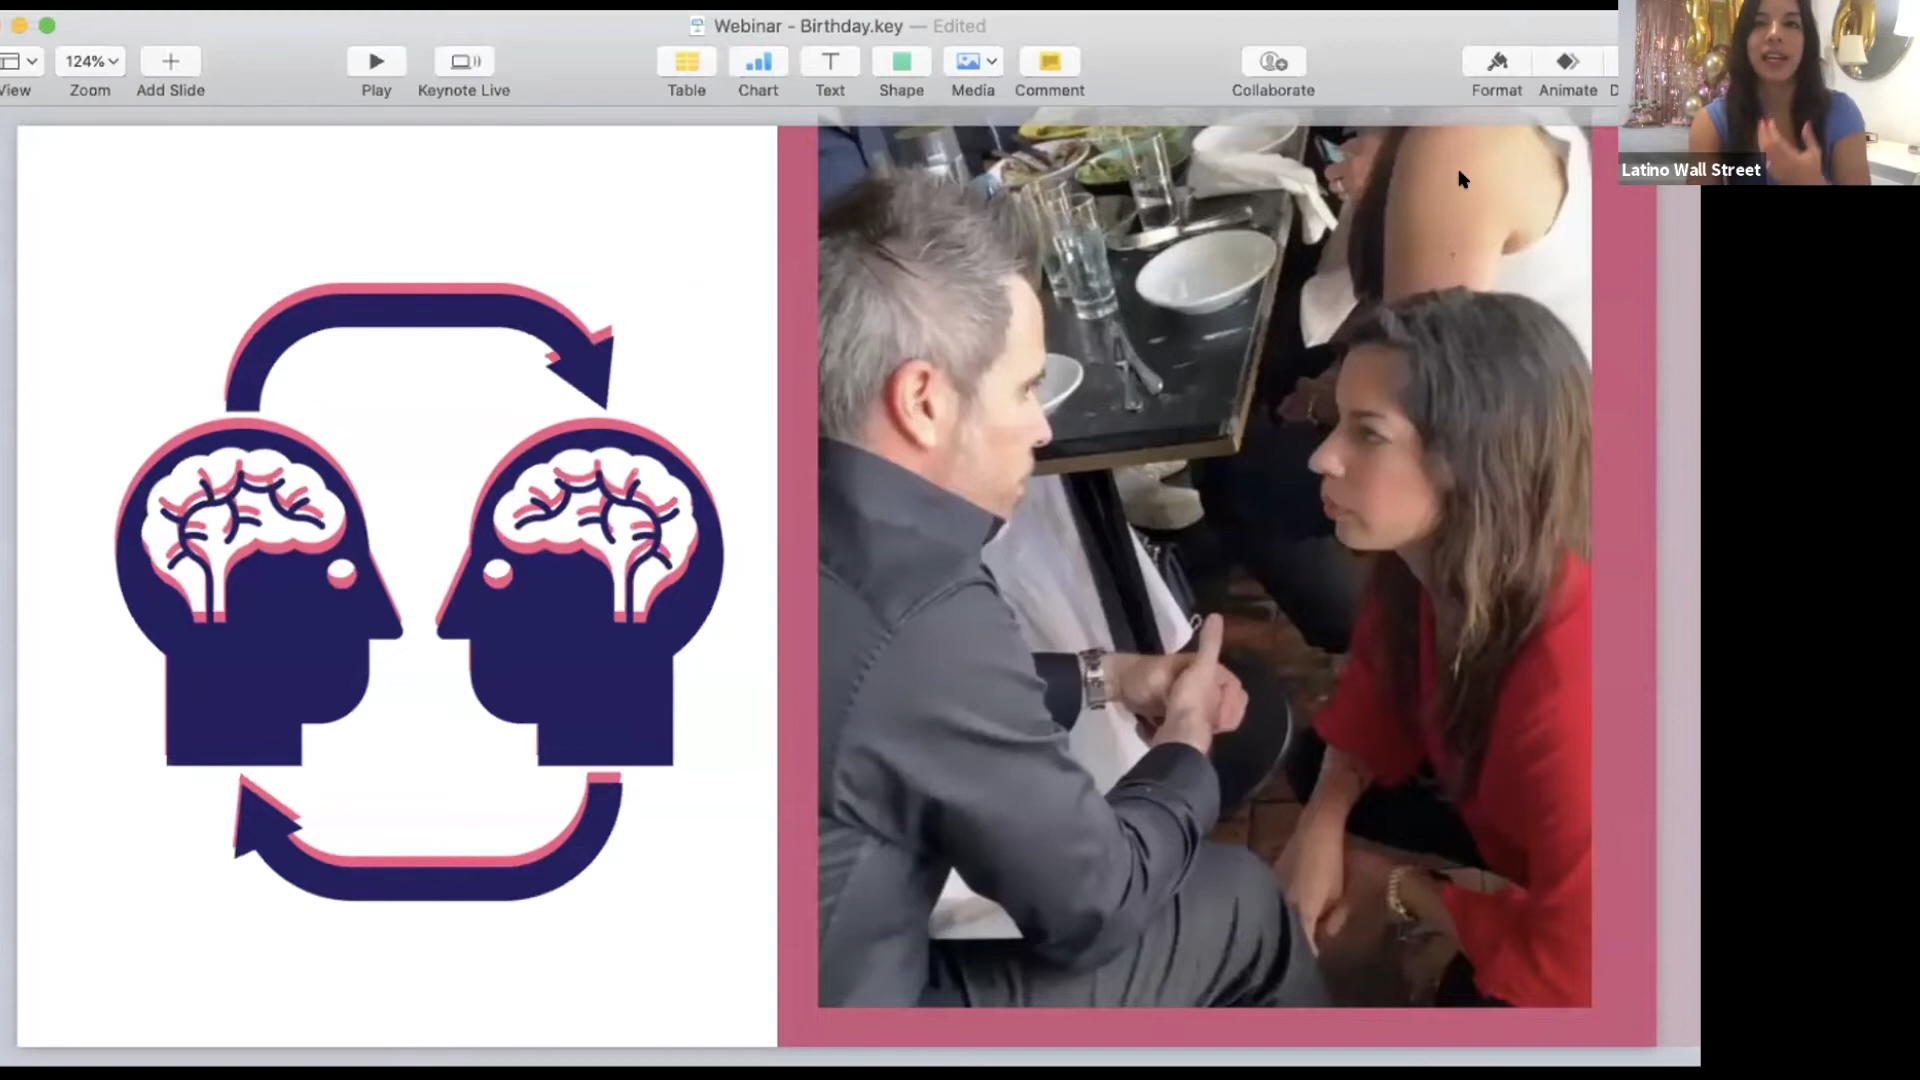 Webinar - Birthday.key — Edited
124%
View
Zoom
Add Slide
Play
Keynote Live
Table
Chart
Text
Shape
Media
Comment
Collaborate
Format
Animate
D
Latino Wall Street